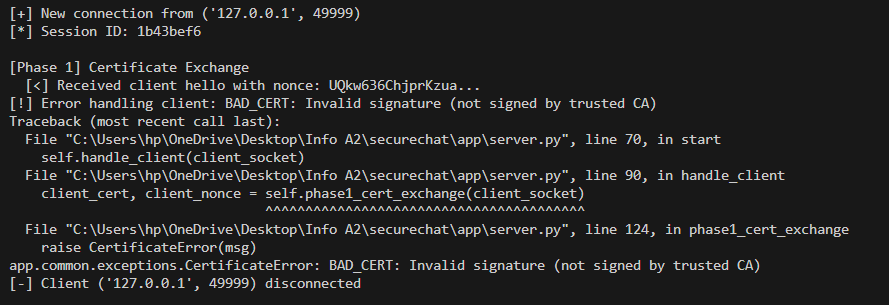 [+] New connection from ('127.0.0.1', 49999)
[*] Session ID: 1b43bef6
[Phase 1] Certificate Exchange
[<] Received client hello with nonce: UQkw636ChjprKzua...
[!] Error handling client: BAD_CERT: Invalid signature (not signed by trusted CA)
Traceback (most recent call last):
File "C:\Users\hp\OneDrive\Desktop\Info A2\securechat\app\server.py", line 70, in start
self.handle_client(client_socket)
File "C:\Users\hp\OneDrive\Desktop\Info A2\securechat\app\server.py", line 90, in handle_client
client_cert, client_nonce = self.phase1_cert_exchange(client_socket)
^^^^^^^^^^^^^^^^^^^^^^^^^^^^^^^^^^^^^^^^
File "C:\Users\hp\OneDrive\Desktop\Info A2\securechat\app\server.py", line 124, in phase1_cert_exchange
raise CertificateError(msg)
app.common.exceptions.CertificateError: BAD_CERT: Invalid signature (not signed by trusted CA)
[-] Client ('127.0.0.1', 49999) disconnected